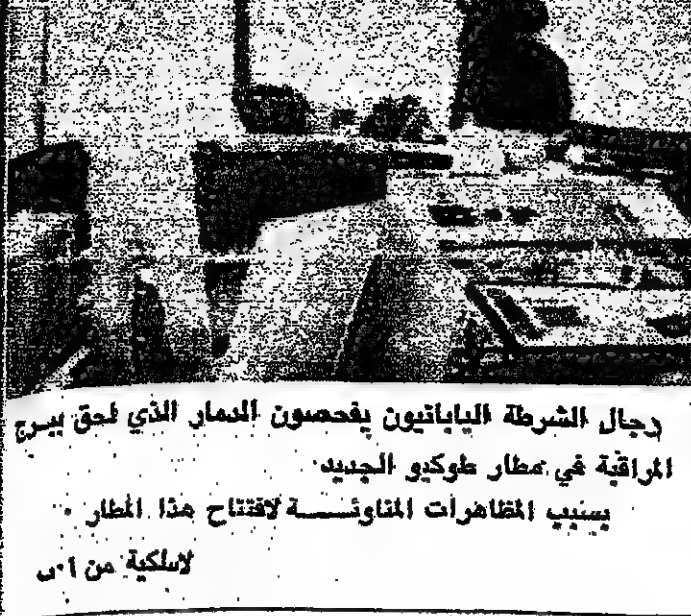 رجال الشرطة اليابانيون يفحصون الدمار الذي لحق ببرج
المراقبة في مطار طوكيو الجديد
بسبب المظاهرات المناوئـــــة لافتتاح هذا المطار .
لاسلكية من أ ب